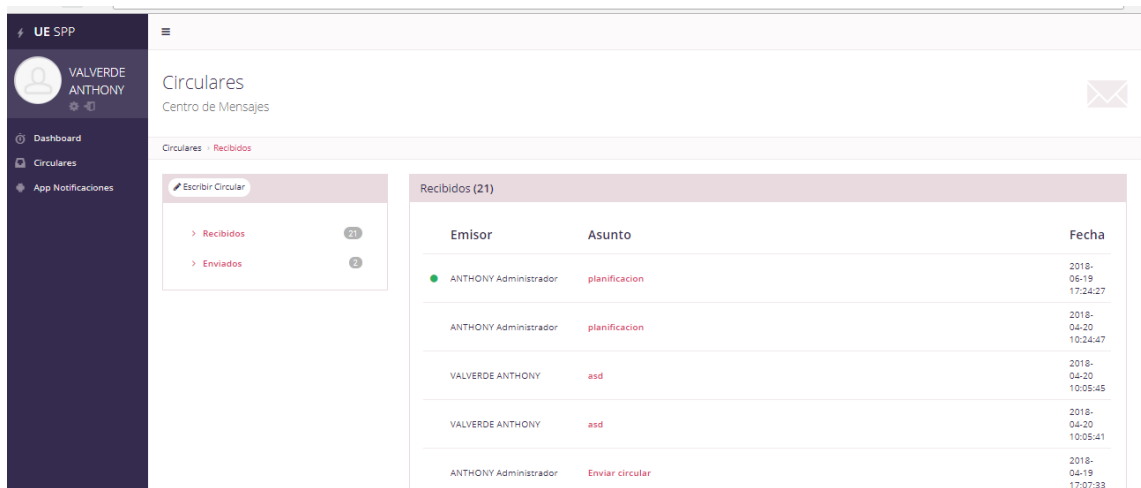 UE SPP
VALVERDE
ANTHONY
Dashboard
Circulares
App Notificaciones
Circulares
Centro de Mensajes
Circulares > Recibidos
Escribir Circular
> Recibidos 21
> Enviados 2
Recibidos (21)
Emisor Asunto Fecha
ANTHONY Administrador planificacion 2018-
06-19
17:24:27
ANTHONY Administrador planificacion 2018-
04-20
10:24:47
VALVERDE ANTHONY asd 2018-
04-20
10:05:45
VALVERDE ANTHONY asd 2018-
04-20
10:05:41
ANTHONY Administrador Enviar circular 2018-
04-19
17:07:33